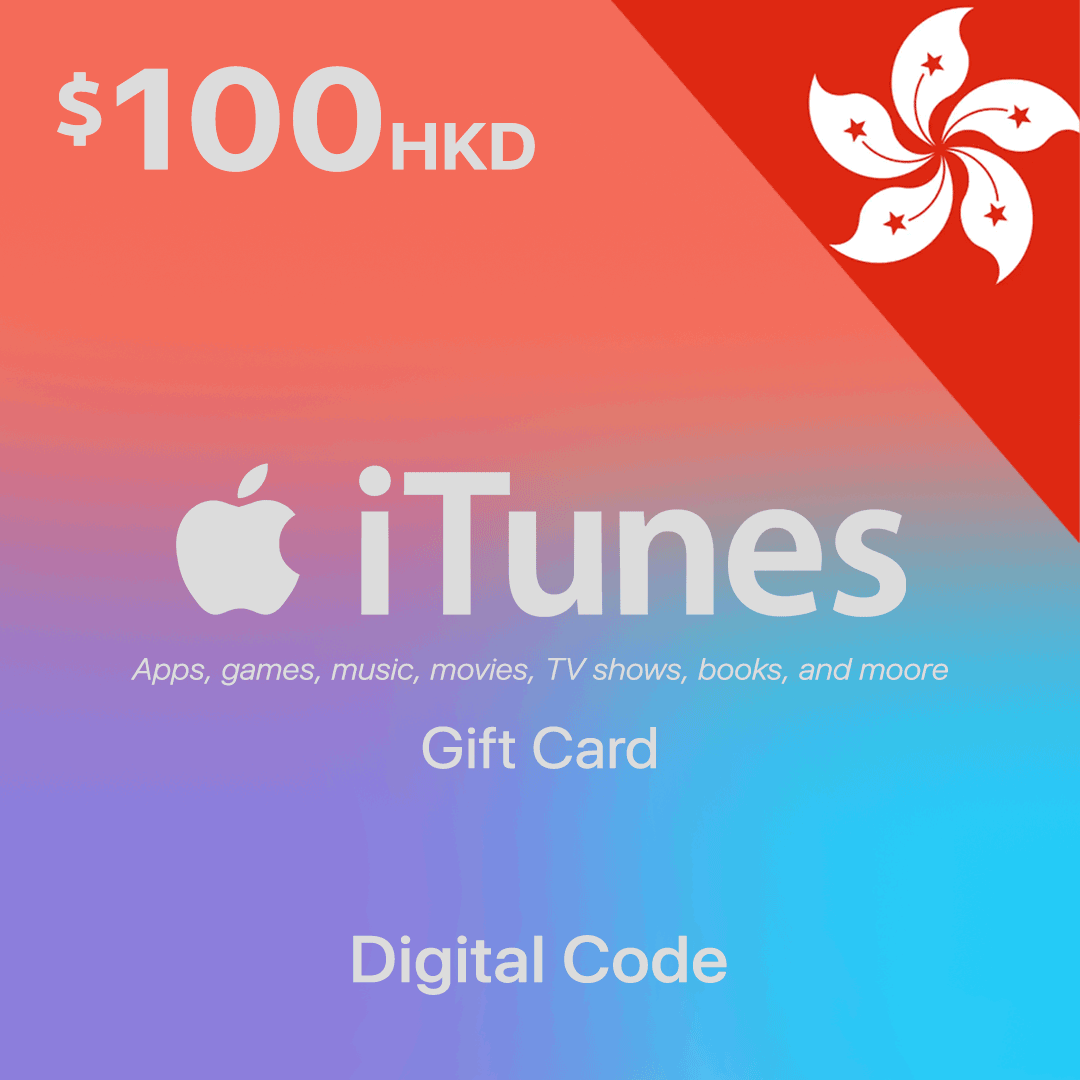 $100HKD
iTunes
Apps, games, music, movies, TV shows, books, and moore
Gift Card
Digital Code